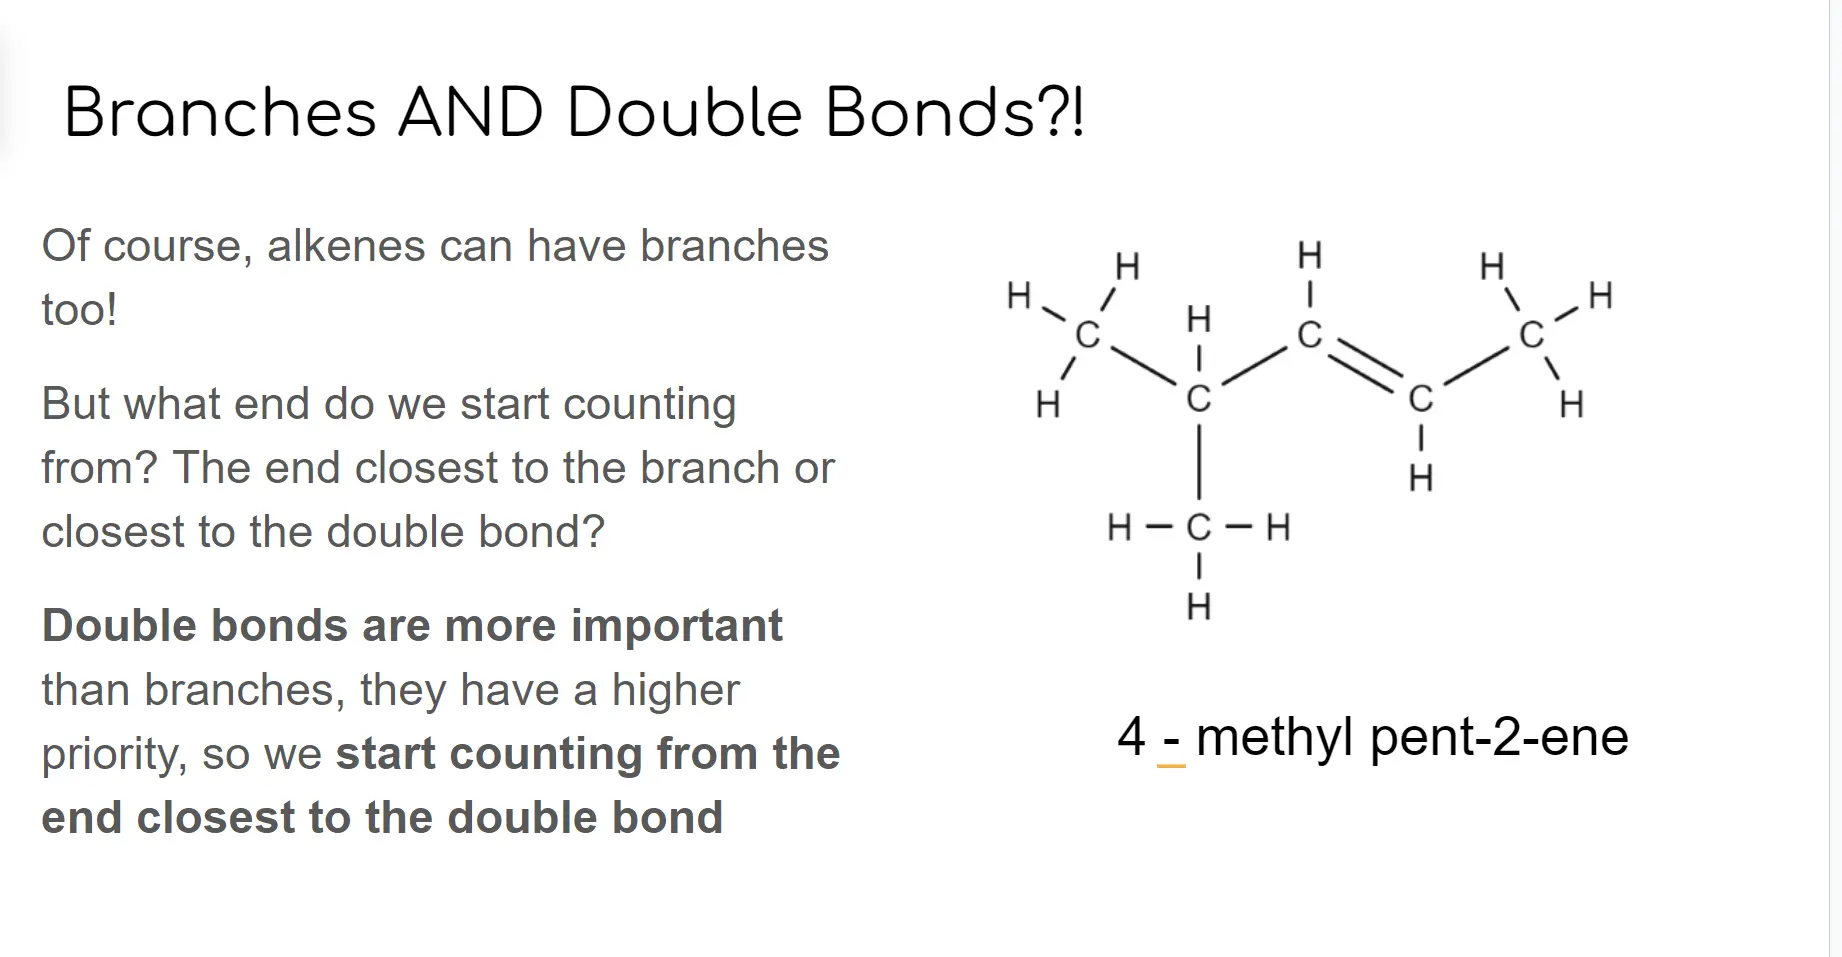 Branches AND Double Bonds?!
Of course, alkenes can have branches
too!
But what end do we start counting
from? The end closest to the branch or
closest to the double bond?
Double bonds are more important
than branches, they have a higher
priority, so we start counting from the
end closest to the double bond
H
H H
H H
H
C C C
C C
H H
H
H C H
H
4 - methyl pent-2-ene